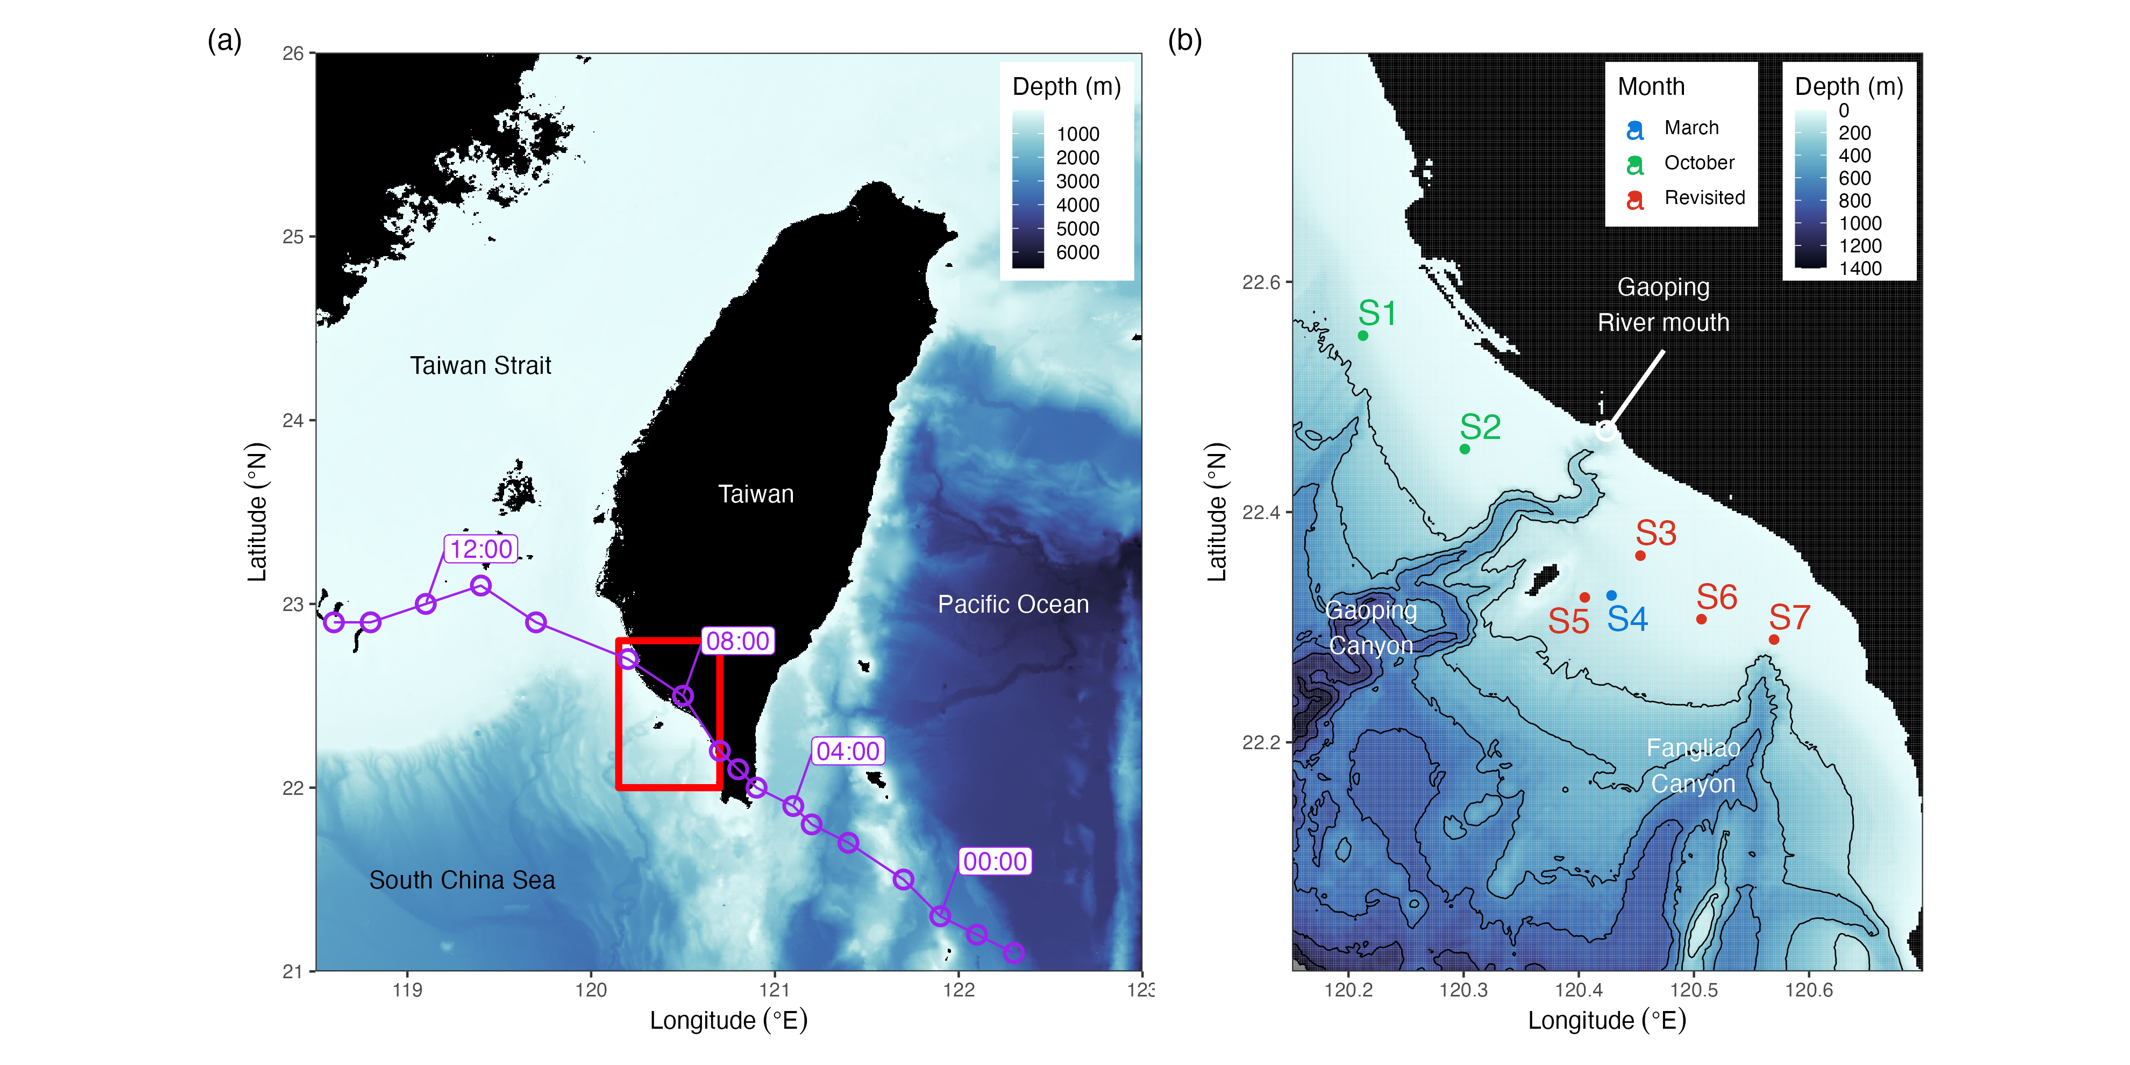 (a)
26
25
24
23
22
21
Latitude (°N)
119
120
121
122
123
Longitude (°E)
Depth (m)
1000
2000
3000
4000
5000
6000
Taiwan Strait
Taiwan
Pacific Ocean
South China Sea
12:00
08:00
04:00
00:00
(b)
22.6
22.4
22.2
Latitude (°N)
120.2
120.3
120.4
120.5
120.6
Longitude (°E)
Month
a March
a October
a Revisited
Depth (m)
0
200
400
600
800
1000
1200
1400
Gaoping
River mouth
S1
S2
S3
S4
S5
S6
S7
Gaoping
Canyon
Fangliao
Canyon